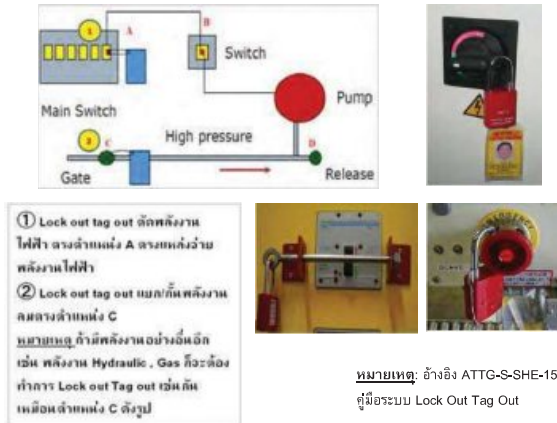 1
A
B
Switch
Main Switch
Pump
2
C
High pressure
D
Gate
Release
① Lock out tag out ตัดพลังงาน
ไฟฟ้า ตรงตำแหน่ง A ตรงแหล่งจ่าย
พลังงานไฟฟ้า
② Lock out tag out แยก/กั้นพลังงาน
ลมตรงตำแหน่ง C
หมายเหตุ ถ้ามีพลังงานอย่างอื่นอีก
เช่น พลังงาน Hydraulic , Gas ก็จะต้อง
ทำการ Lock out Tag out เช่นกัน
เหมือนตำแหน่ง C ดังรูป
หมายเหตุ: อ้างอิง ATTG-S-SHE-15
คู่มือระบบ Lock Out Tag Out